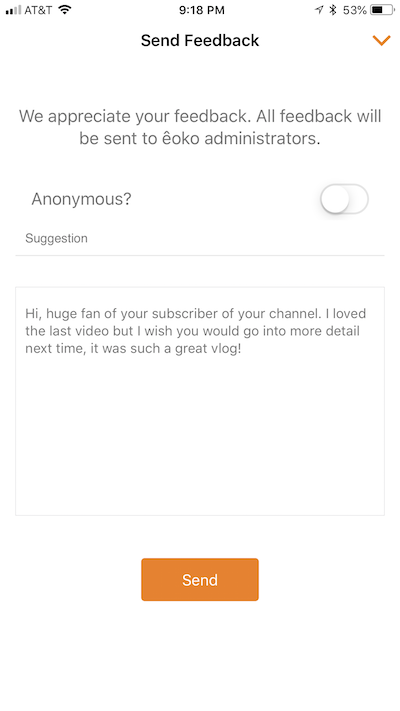 AT&T 9:18 PM 53%
Send Feedback
We appreciate your feedback. All feedback will
be sent to êoko administrators.
Anonymous?
Suggestion
Hi, huge fan of your subscriber of your channel. I loved
the last video but I wish you would go into more detail
next time, it was such a great vlog!
Send